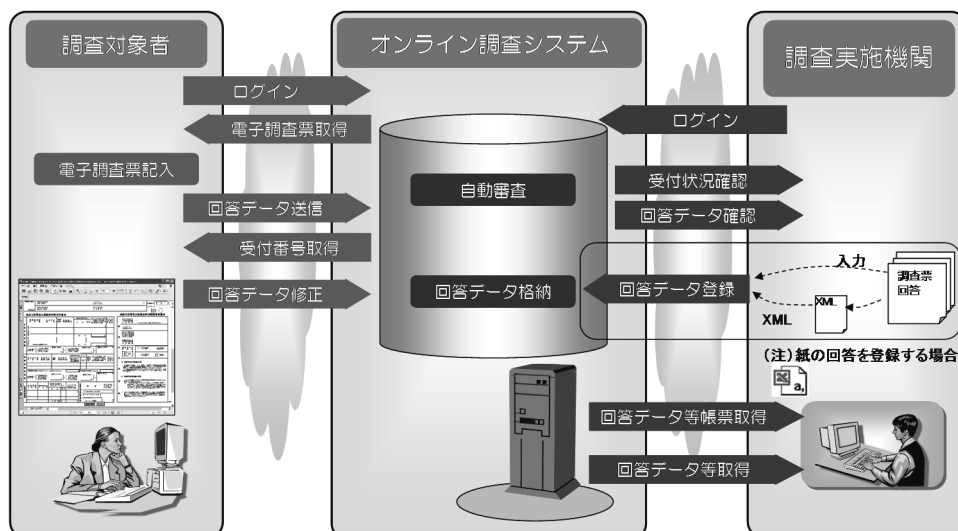 調査対象者
オンライン調査システム
調査実施機関
ログイン
電子調査票取得
電子調査票記入
回答データ送信
受付番号取得
回答データ修正
自動審査
回答データ格納
ログイン
受付状況確認
回答データ確認
回答データ登録
入力
XML
XML
調査票
回答
(注)紙の回答を登録する場合
a,
回答データ等帳票取得
回答データ等取得